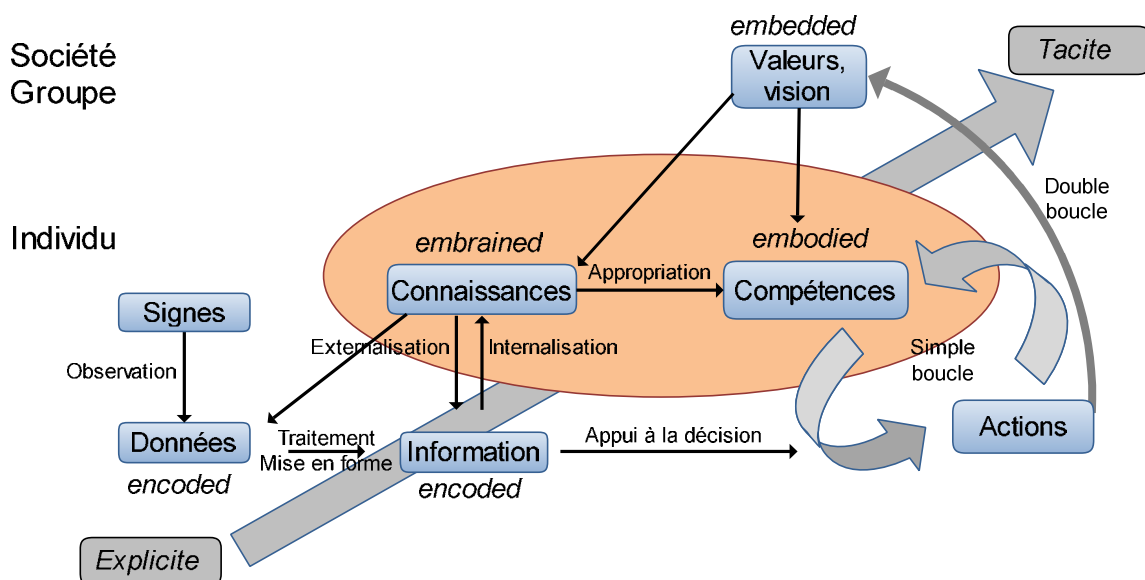 embedded
Société
Groupe
Valeurs,
vision
Tacite
Double
boucle
Individu
embrained
embodied
Connaissances
Appropriation
Compétences
Signes
Externalisation
Internalisation
Simple
boucle
Observation
Données
Traitement
Mise en forme
Information
Appui à la décision
Actions
encoded
encoded
Explicite